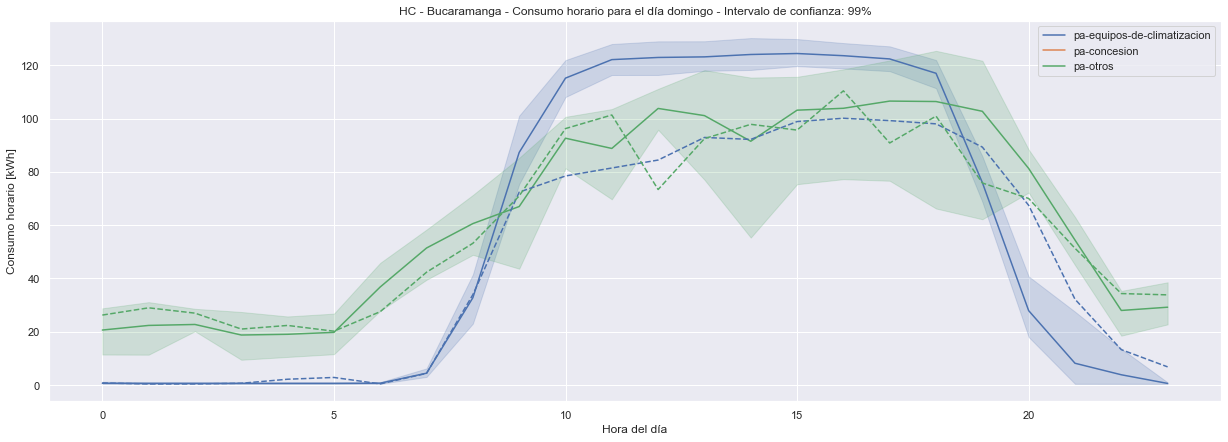 HC - Bucaramanga - Consumo horario para el día domingo - Intervalo de confianza: 99%
pa-equipos-de-climatizacion
pa-concesion
pa-otros
Consumo horario [kWh]
120
100
80
60
40
20
0
0 5 10 15 20
Hora del día